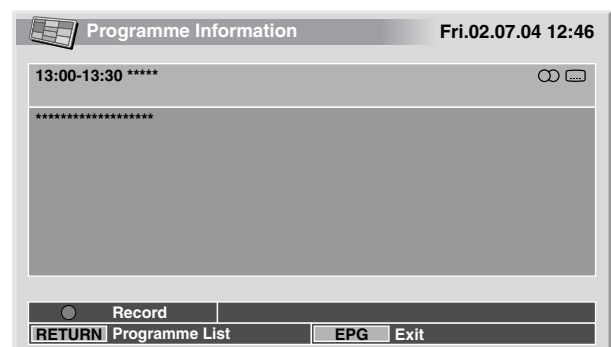 Programme Information Fri.02.07.04 12:46
13:00-13:30 *****
*******************
Record
RETURN Programme List EPG Exit